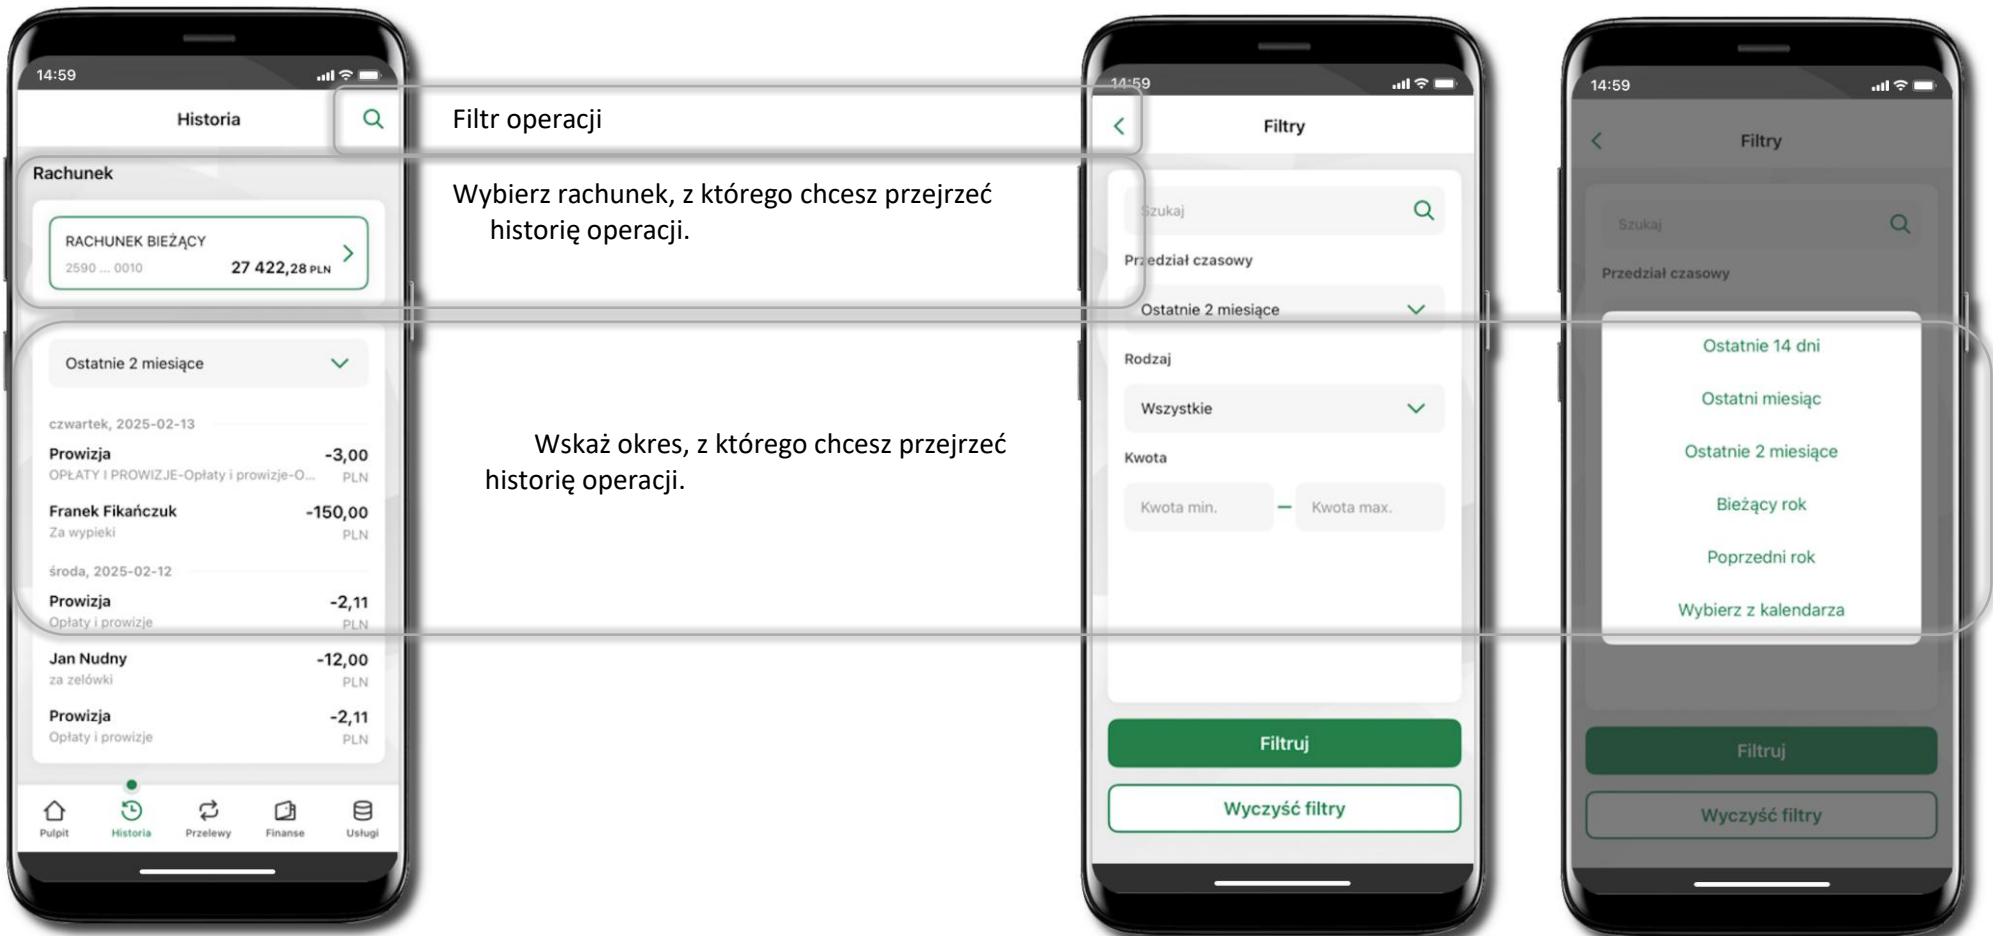 14:59
Historia
Rachunek
RACHUNEK BIEŻĄCY
2590 ... 0010 27 422,28 PLN
Ostatnie 2 miesiące
czwartek, 2025-02-13
Prowizja -3,00
OPŁATY I PROWIZJE-Opłaty i prowizje-O... PLN
Franek Fikańczuk -150,00
Za wypieki PLN
środa, 2025-02-12
Prowizja -2,11
Opłaty i prowizje PLN
Jan Nudny -12,00
za zelówki PLN
Prowizja -2,11
Opłaty i prowizje PLN
Pulpit Historia Przelewy Finanse Usługi
Filtr operacji
Wybierz rachunek, z którego chcesz przejrzeć
historię operacji.
Wskaż okres, z którego chcesz przejrzeć
historię operacji.
14:59
Filtry
Szukaj
Przedział czasowy
Ostatnie 2 miesiące
Rodzaj
Wszystkie
Kwota
Kwota min. – Kwota max.
Filtruj
Wyczyść filtry
14:59
Filtry
Szukaj
Przedział czasowy
Ostatnie 14 dni
Ostatni miesiąc
Ostatnie 2 miesiące
Bieżący rok
Poprzedni rok
Wybierz z kalendarza
Filtruj
Wyczyść filtry